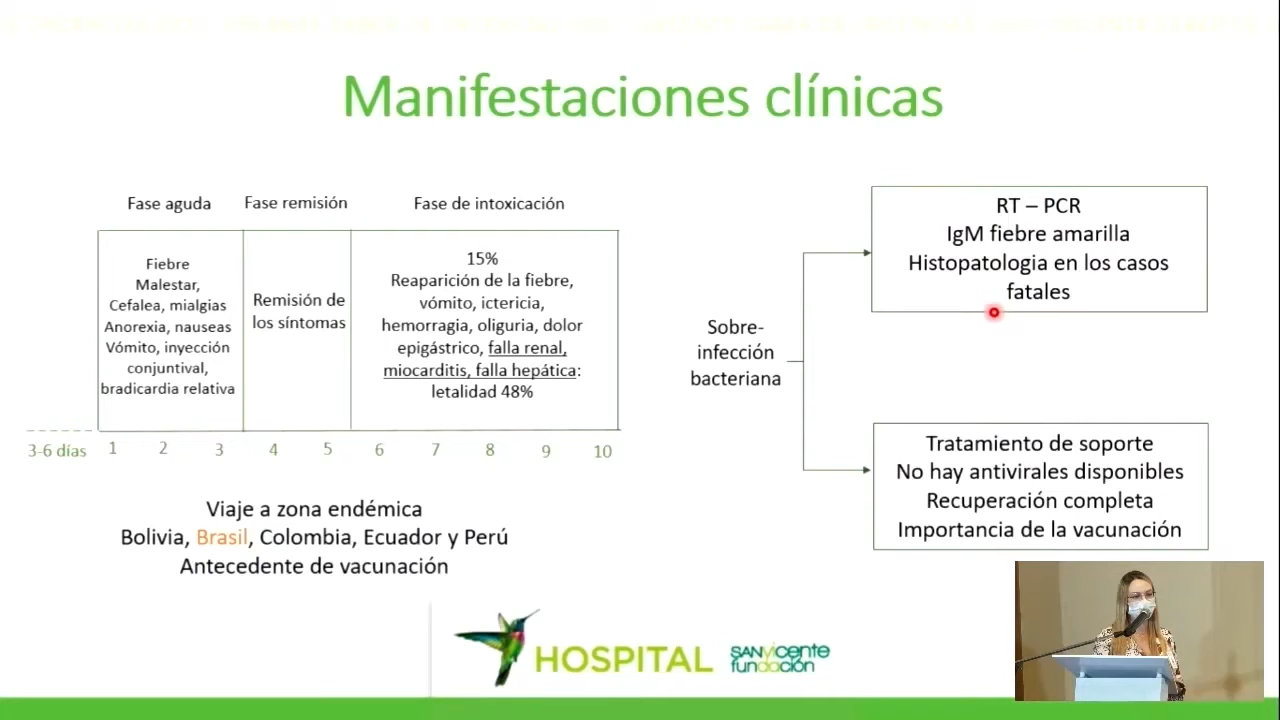 Manifestaciones clínicas
Fase aguda
Fase remisión
Fase de intoxicación
Fiebre
Malestar,
Cefalea, mialgias
Anorexia, nauseas
Vómito, inyección
conjuntival,
bradicardia relativa
Remisión de
los síntomas
15%
Reaparición de la fiebre,
vómito, ictericia,
hemorragia, oliguria, dolor
epigástrico, falla renal,
miocarditis, falla hepática:
letalidad 48%
3-6 días 1 2 3 4 5 6 7 8 9 10
Viaje a zona endémica
Bolivia, Brasil, Colombia, Ecuador y Perú
Antecedente de vacunación
Sobre-
infección
bacteriana
RT – PCR
IgM fiebre amarilla
Histopatologia en los casos
fatales
Tratamiento de soporte
No hay antivirales disponibles
Recuperación completa
Importancia de la vacunación
HOSPITAL
SANVicente
fundación